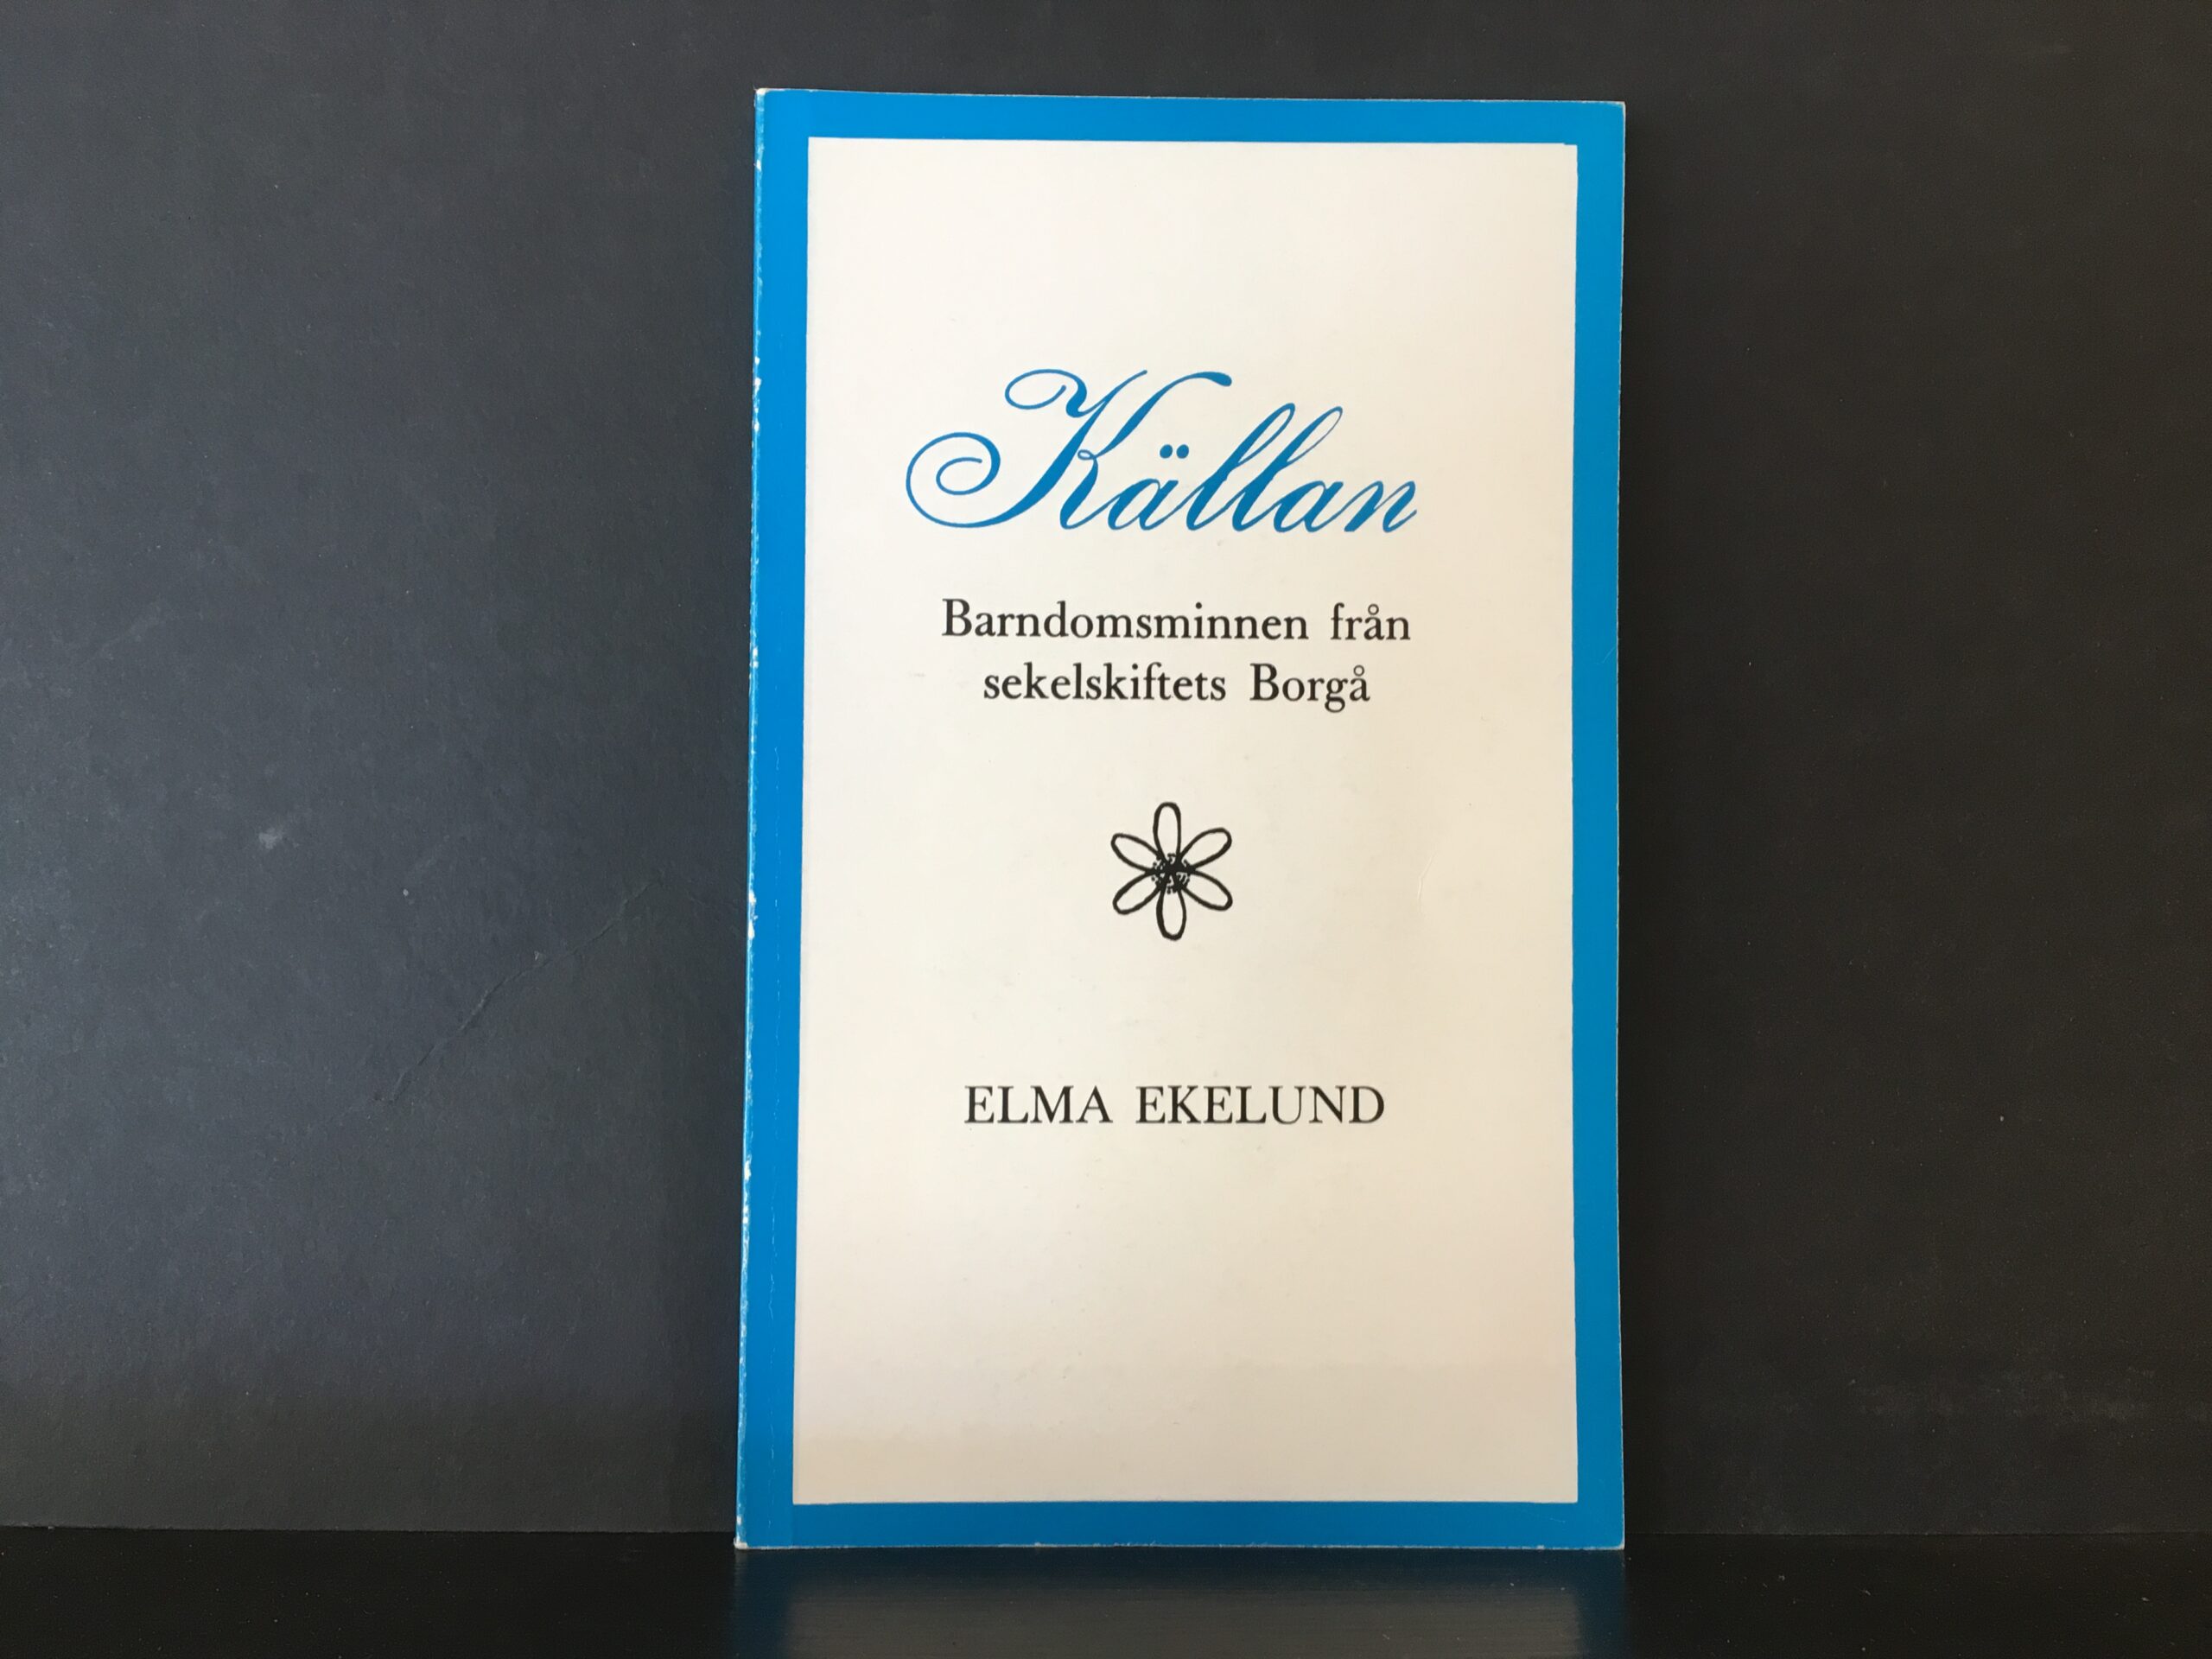 Källan
Barndomsminnen från
sekelskiftets Borgå
ELMA EKELUND